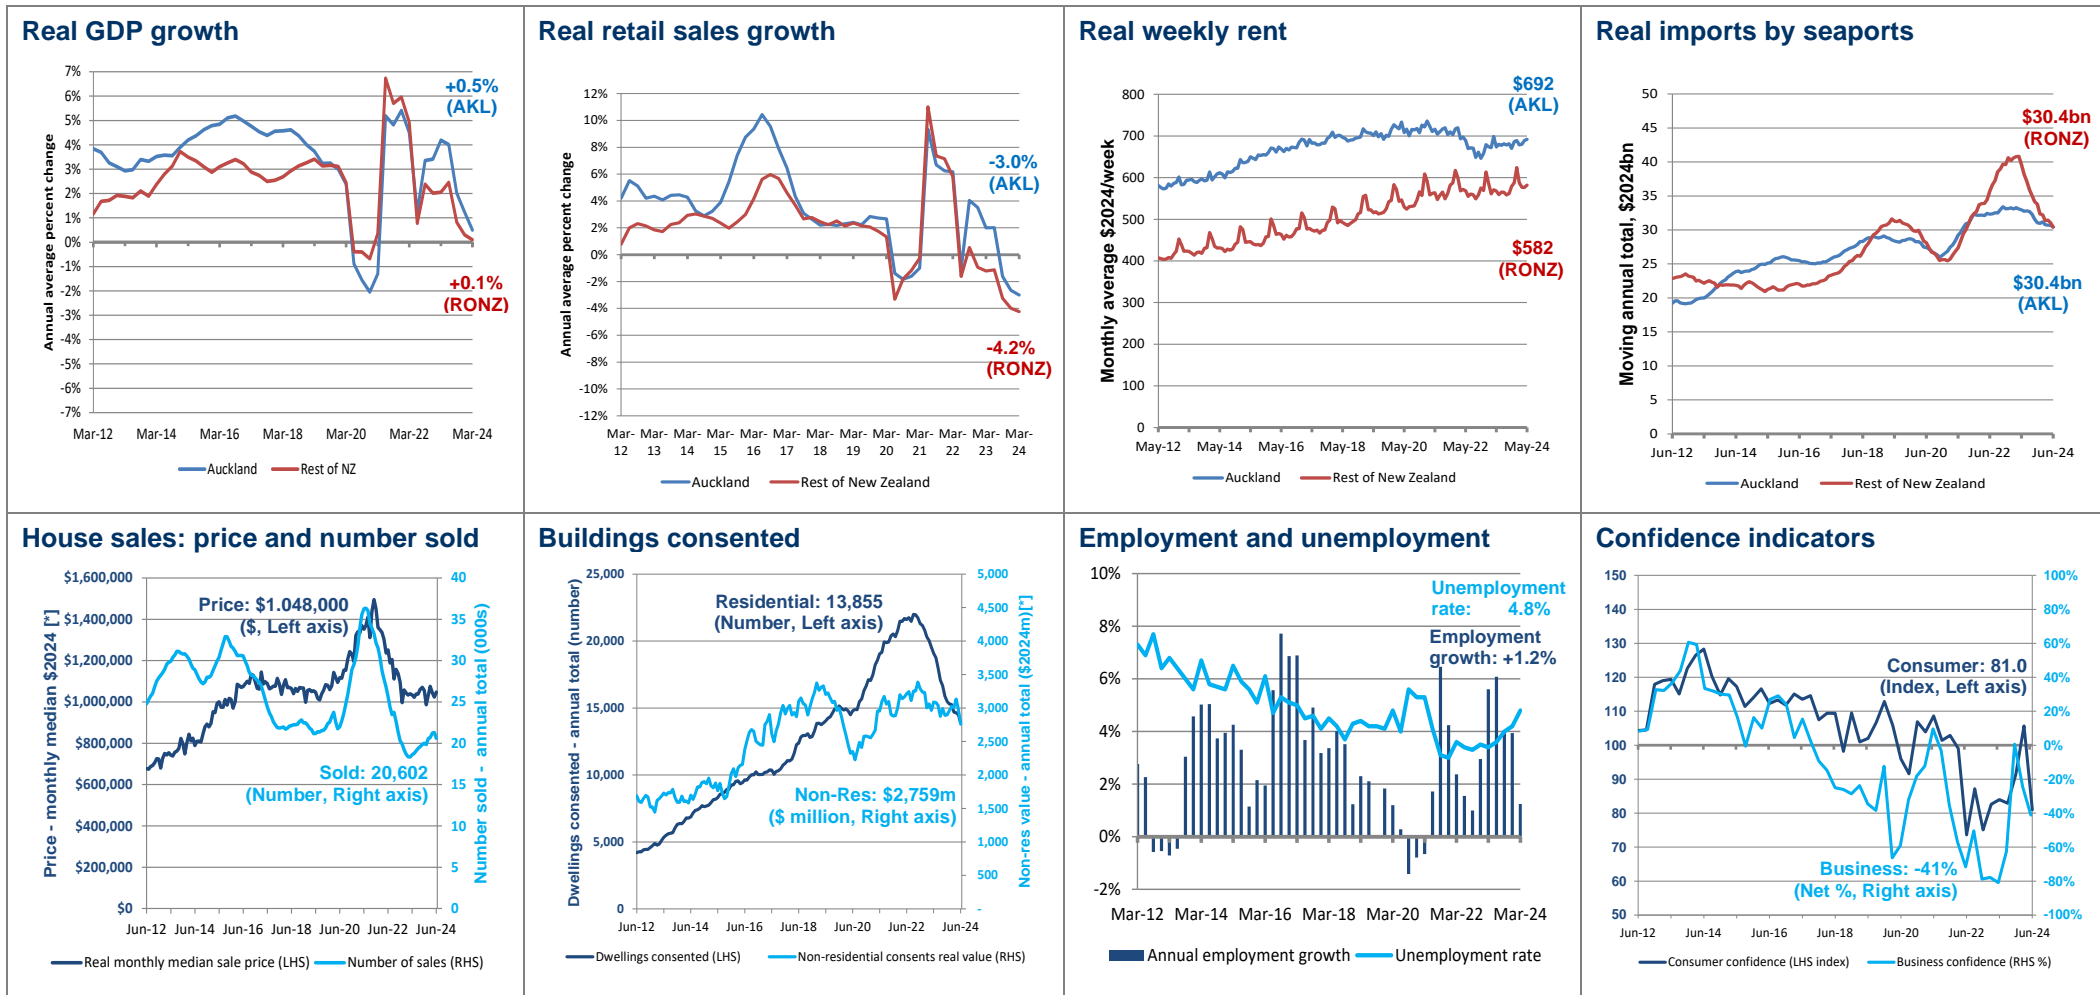 Real GDP growth
Annual average percent change
7%
6%
5%
4%
3%
2%
1%
0%
-1%
-2%
-3%
-4%
-5%
-6%
-7%
+0.5%
(AKL)
+0.1%
(RONZ)
Mar-12 Mar-14 Mar-16 Mar-18 Mar-20 Mar-22 Mar-24
Auckland Rest of NZ
Real retail sales growth
Annual average percent change
12%
10%
8%
6%
4%
2%
0%
-2%
-4%
-6%
-8%
-10%
-12%
-3.0%
(AKL)
-4.2%
(RONZ)
Mar- Mar- Mar- Mar- Mar- Mar- Mar- Mar- Mar- Mar- Mar- Mar- Mar-
12 13 14 15 16 17 18 19 20 21 22 23 24
Auckland Rest of New Zealand
Real weekly rent
Monthly average $2024/week
800
700
600
500
400
300
200
100
0
$692
(AKL)
$582
(RONZ)
May-12 May-14 May-16 May-18 May-20 May-22 May-24
Auckland Rest of New Zealand
Real imports by seaports
Moving annual total, $2024bn
50
45
40
35
30
25
20
15
10
5
0
$30.4bn
(RONZ)
$30.4bn
(AKL)
Jun-12 Jun-14 Jun-16 Jun-18 Jun-20 Jun-22 Jun-24
Auckland Rest of New Zealand
House sales: price and number sold
Price - monthly median $2024 [*]
$1,600,000
$1,400,000
$1,200,000
$1,000,000
$800,000
$600,000
$400,000
$200,000
$0
Price: $1.048,000
($, Left axis)
Sold: 20,602
(Number, Right axis)
40
35
30
25
20
15
10
5
0
Number sold - annual total (000s)
Jun-12 Jun-14 Jun-16 Jun-18 Jun-20 Jun-22 Jun-24
Real monthly median sale price (LHS) Number of sales (RHS)
Buildings consented
Dwellings consented - annual total (number)
25,000
20,000
15,000
10,000
5,000
0
Residential: 13,855
(Number, Left axis)
Non-Res: $2,759m
($ million, Right axis)
5,000
4,500
4,000
3,500
3,000
2,500
2,000
1,500
1,000
500
-
Non-res value - annual total ($2024m)[*]
Jun-12 Jun-14 Jun-16 Jun-18 Jun-20 Jun-22 Jun-24
Dwellings consented (LHS) Non-residential consents real value (RHS)
Employment and unemployment
10%
8%
6%
4%
2%
0%
-2%
Unemployment
rate: 4.8%
Employment
growth: +1.2%
Mar-12 Mar-14 Mar-16 Mar-18 Mar-20 Mar-22 Mar-24
Annual employment growth Unemployment rate
Confidence indicators
150
140
130
120
110
100
90
80
70
60
50
Consumer: 81.0
(Index, Left axis)
Business: -41%
(Net %, Right axis)
100%
80%
60%
40%
20%
0%
-20%
-40%
-60%
-80%
-100%
Jun-12 Jun-14 Jun-16 Jun-18 Jun-20 Jun-22 Jun-24
Consumer confidence (LHS index) Business confidence (RHS %)